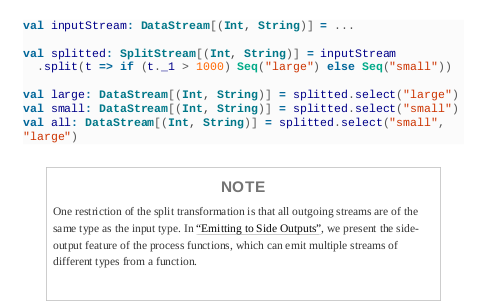 val inputStream: DataStream[(Int, String)] = ...
val splitted: SplitStream[(Int, String)] = inputStream
.split(t => if (t._1 > 1000) Seq("large") else Seq("small"))
val large: DataStream[(Int, String)] = splitted.select("large")
val small: DataStream[(Int, String)] = splitted.select("small")
val all: DataStream[(Int, String)] = splitted.select("small",
"large")
NOTE
One restriction of the split transformation is that all outgoing streams are of the
same type as the input type. In “Emitting to Side Outputs”, we present the side-
output feature of the process functions, which can emit multiple streams of
different types from a function.